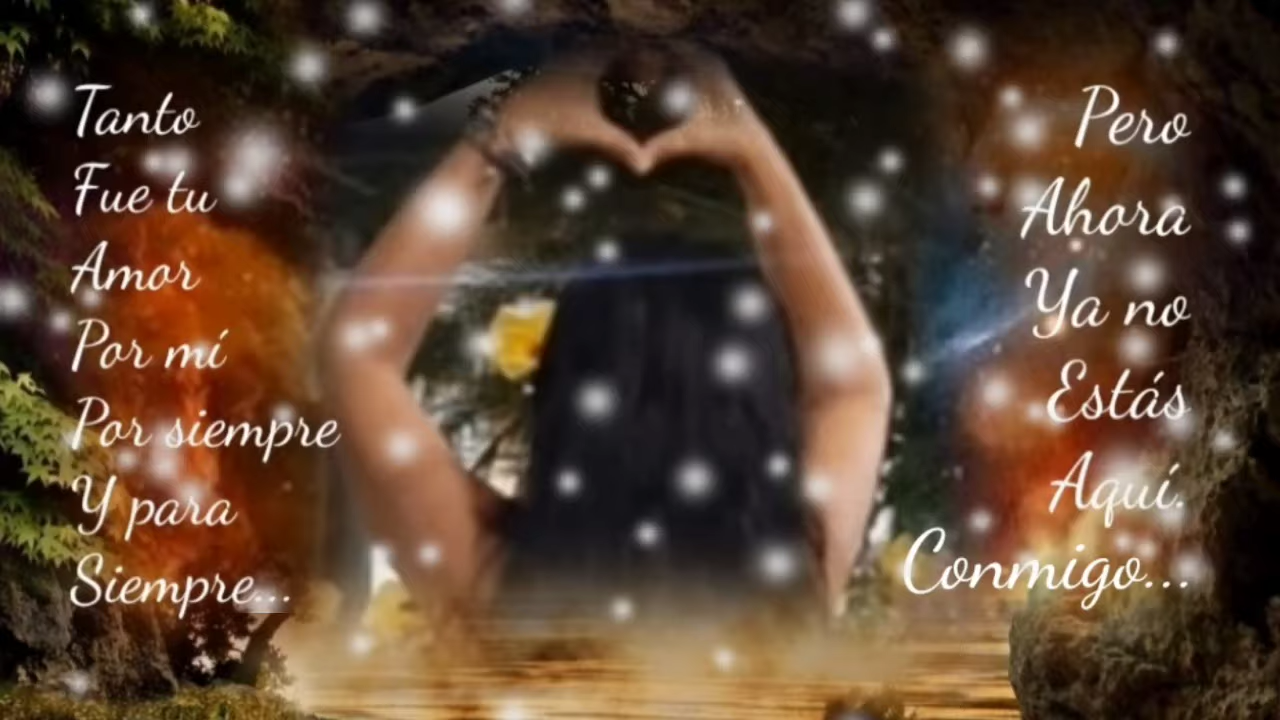 Tanto
Fue tu
Amor
Por mí
Por siempre
Y para
Siempre...
Pero
Ahora
Ya no
Estás
Aquí.
Conmigo...